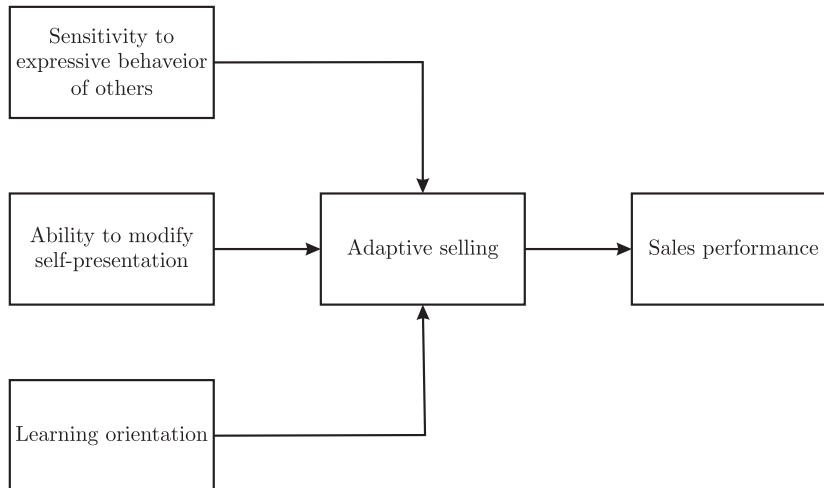 Sensitivity to
expressive behaveior
of others
Ability to modify
self-presentation
Adaptive selling
Sales performance
Learning orientation